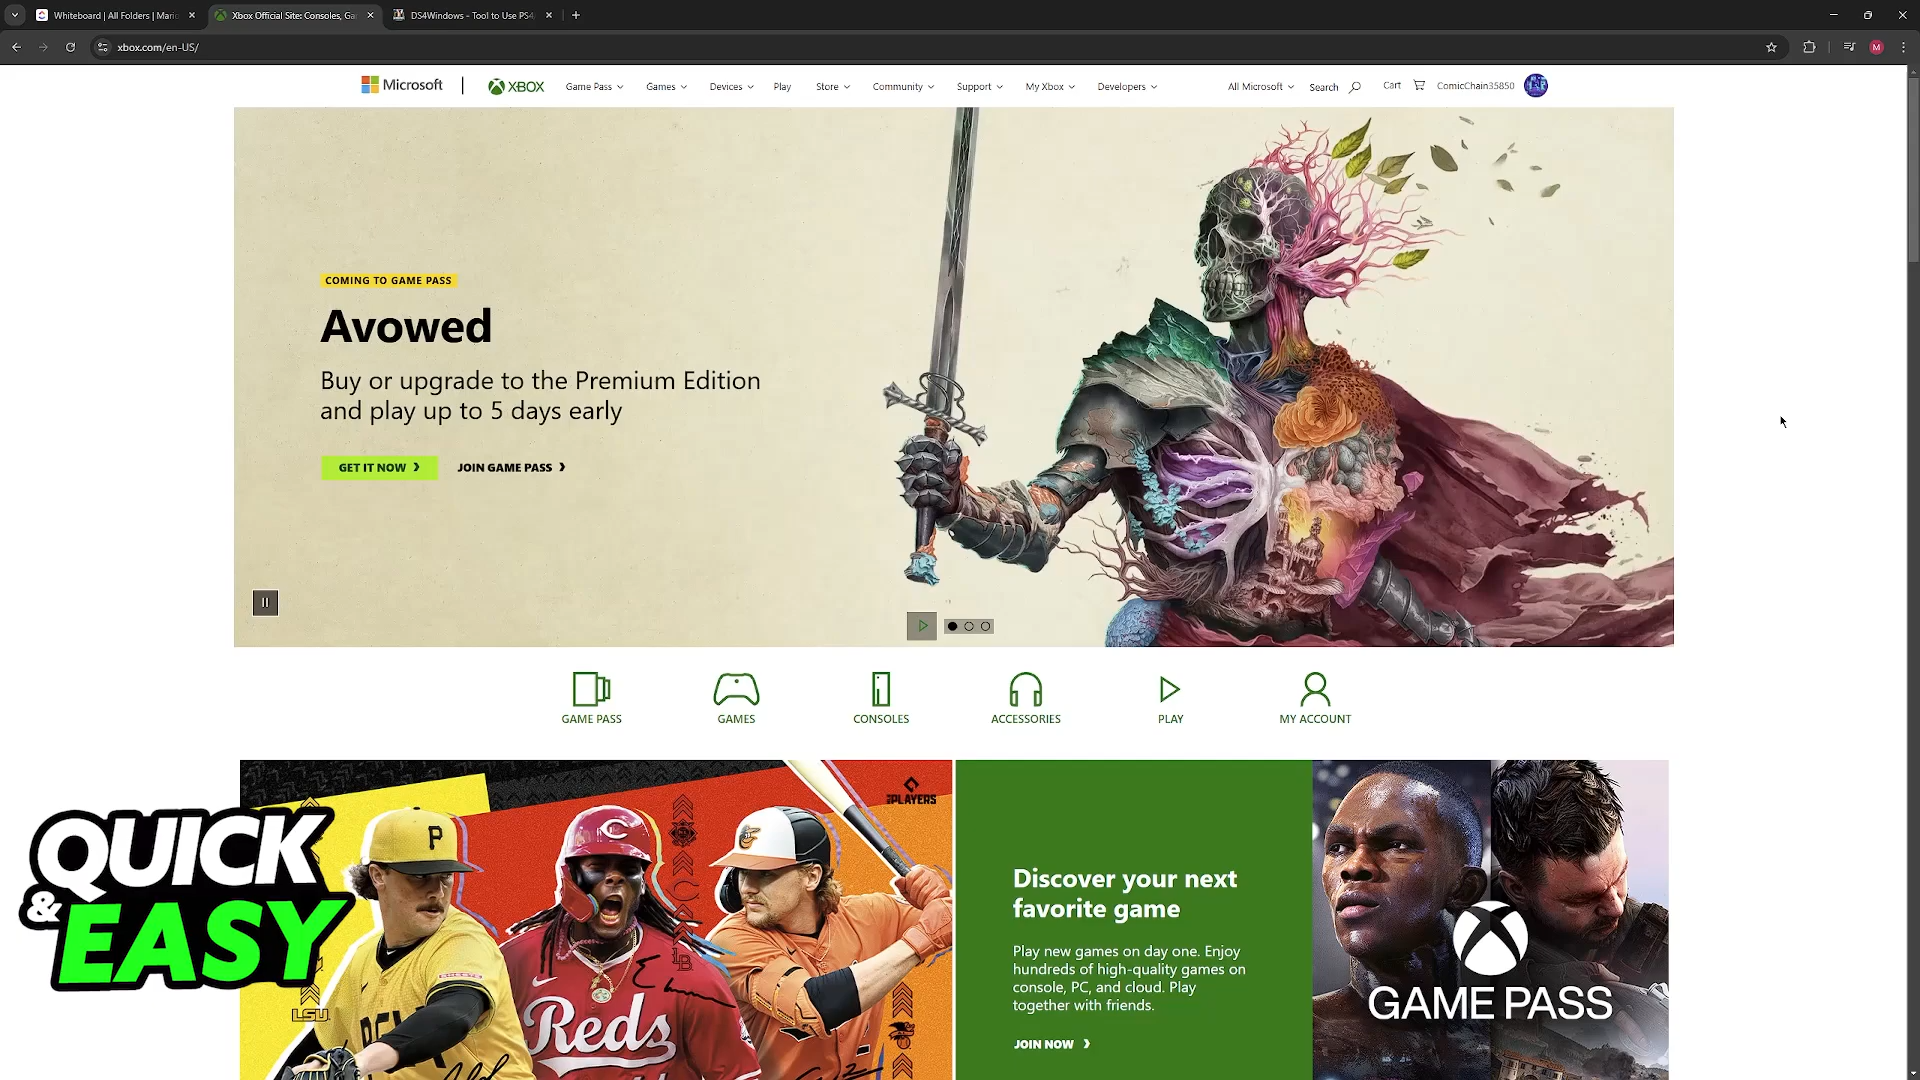 Whiteboard | All Folders | Mario
Xbox Official Site: Consoles, Ga
DS4Windows - Tool to Use PS4
xbox.com/en-US/
M
Microsoft
XBOX
Game Pass
Games
Devices
Play
Store
Community
Support
My Xbox
Developers
All Microsoft
Search
Cart
ComicChain35850
COMING TO GAME PASS
Avowed
Buy or upgrade to the Premium Edition
and play up to 5 days early
GET IT NOW
JOIN GAME PASS
GAME PASS
GAMES
CONSOLES
ACCESSORIES
PLAY
MY ACCOUNT
PLAYERS
P
C
Reds
LSU
QUICK
& EASY
Discover your next
favorite game
Play new games on day one. Enjoy
hundreds of high-quality games on
console, PC, and cloud. Play
together with friends.
JOIN NOW
GAME PASS